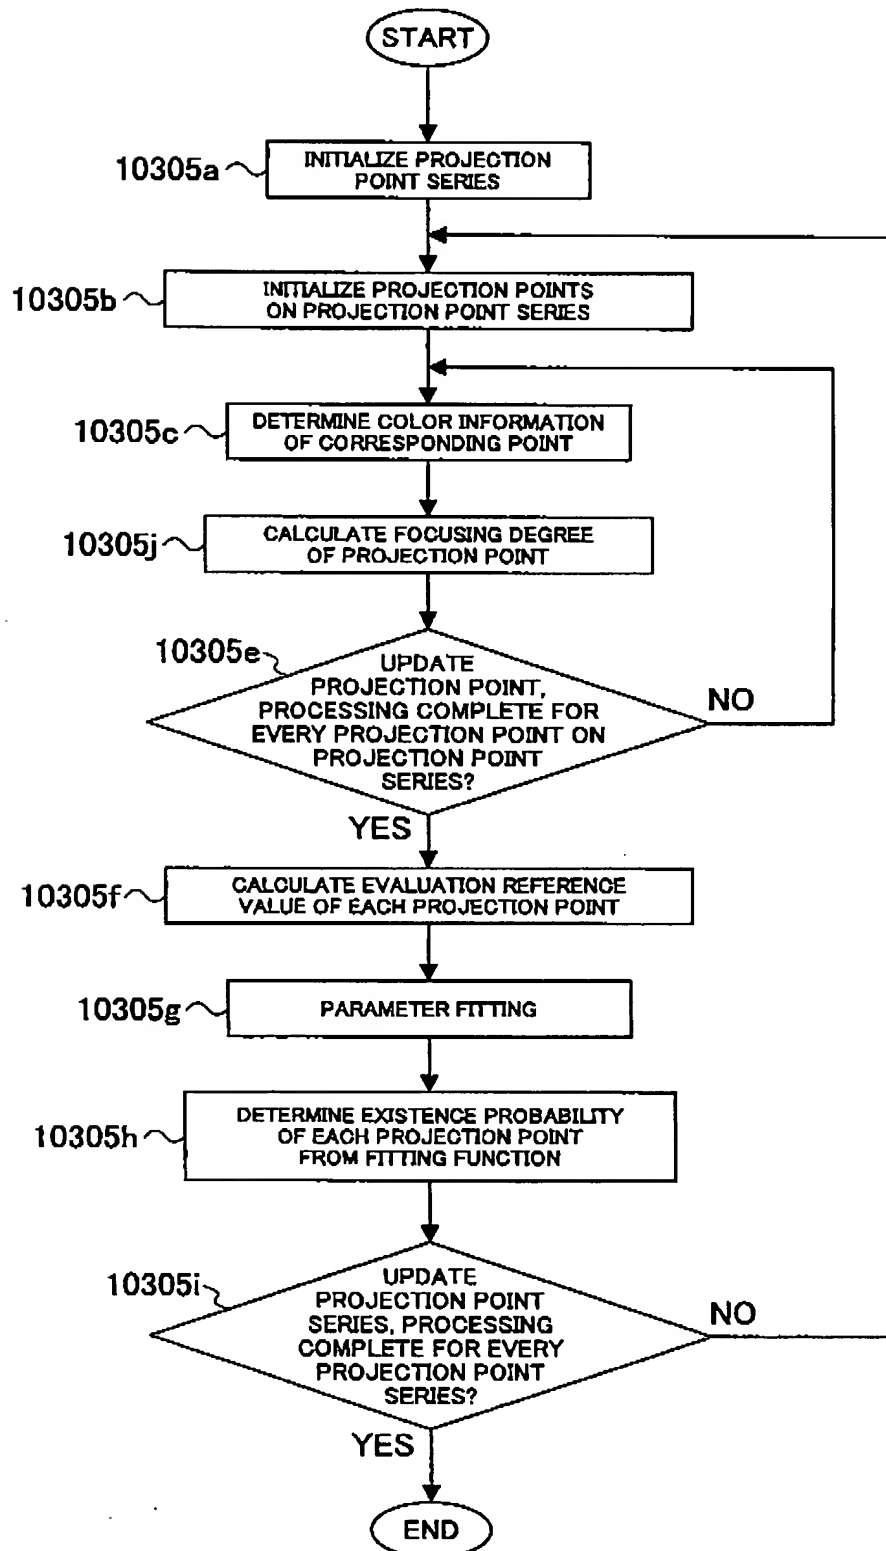 START
10305a
INITIALIZE PROJECTION
POINT SERIES
10305b
INITIALIZE PROJECTION POINTS
ON PROJECTION POINT SERIES
10305c
DETERMINE COLOR INFORMATION
OF CORRESPONDING POINT
10305j
CALCULATE FOCUSING DEGREE
OF PROJECTION POINT
10305e
UPDATE
PROJECTION POINT,
PROCESSING COMPLETE FOR
EVERY PROJECTION POINT ON
PROJECTION POINT
SERIES?
NO
YES
10305f
CALCULATE EVALUATION REFERENCE
VALUE OF EACH PROJECTION POINT
10305g
PARAMETER FITTING
10305h
DETERMINE EXISTENCE PROBABILITY
OF EACH PROJECTION POINT
FROM FITTING FUNCTION
10305i
UPDATE
PROJECTION POINT
SERIES, PROCESSING
COMPLETE FOR EVERY
PROJECTION POINT
SERIES?
NO
YES
END